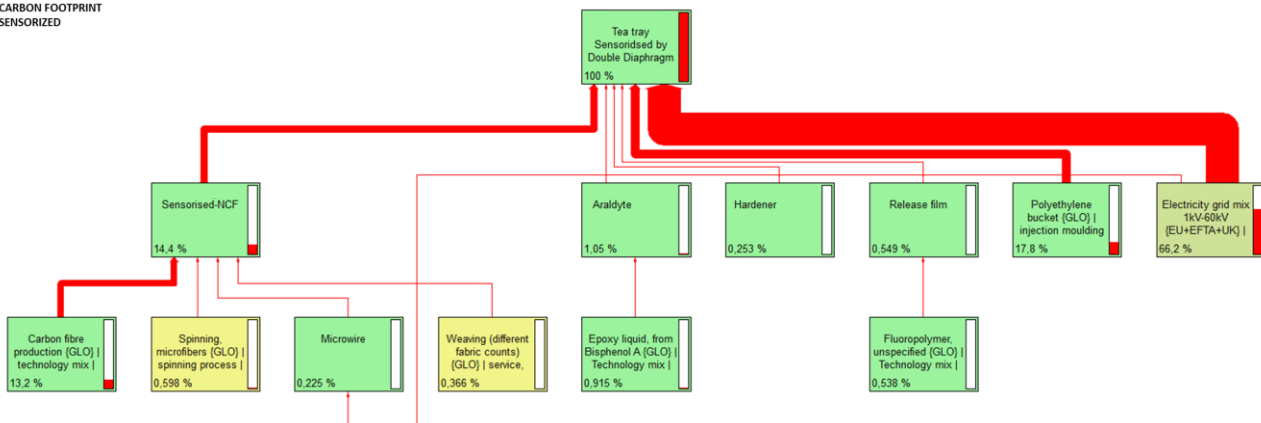 CARBON FOOTPRINT
SENSORIZED
Tea tray
Sensoridsed by
Double Diaphragm
100 %
Sensorised-NCF
14,4 %
Araldyte
1,05 %
Hardener
0,253 %
Release film
0,549 %
Polyethylene
bucket {GLO} |
injection moulding
17,8 %
Electricity grid mix
1kV-60kV
{EU+EFTA+UK} |
66,2 %
Carbon fibre
production {GLO} |
technology mix |
13,2 %
Spinning,
microfibers {GLO} |
spinning process |
0,598 %
Microwire
0,225 %
Weaving (different
fabric counts)
{GLO} | service,
0,366 %
Epoxy liquid, from
Bisphenol A {GLO} |
Technology mix |
0,915 %
Fluoropolymer,
unspecified {GLO} |
Technology mix |
0,538 %